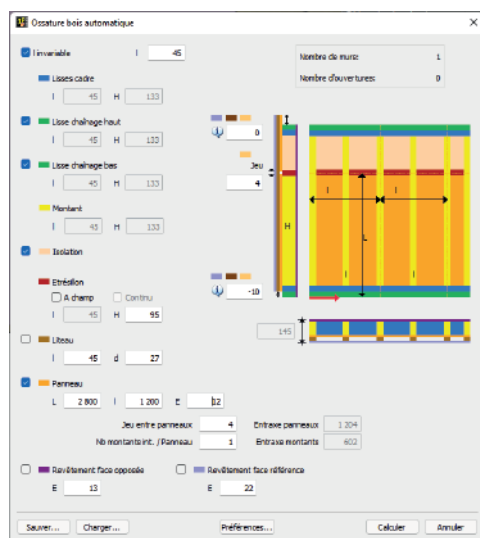 Ossature bois automatique
l invariable l 45
Nombre de murs: 1
Nombre d'ouvertures: 0
Lisses cadre
l 45 H 133
Lisse chaînage haut
l 45 H 133
0
Jeu
4
Lisse chaînage bas
l 45 H 133
Montant
l 45 H 133
l l
H
L
Isolation
Etrésillon
A champ Continu
l 45 H 95
-10
l l
145
Liteau
l 45 d 27
Panneau
L 2 800 l 1 200 E 12
Jeu entre panneaux 4 Entraxe panneaux 1 204
Nb montants int. / Panneau 1 Entraxe montants 602
Revêtement face opposée Revêtement face référence
E 13 E 22
Sauver... Charger... Préférences... Calculer Annuler